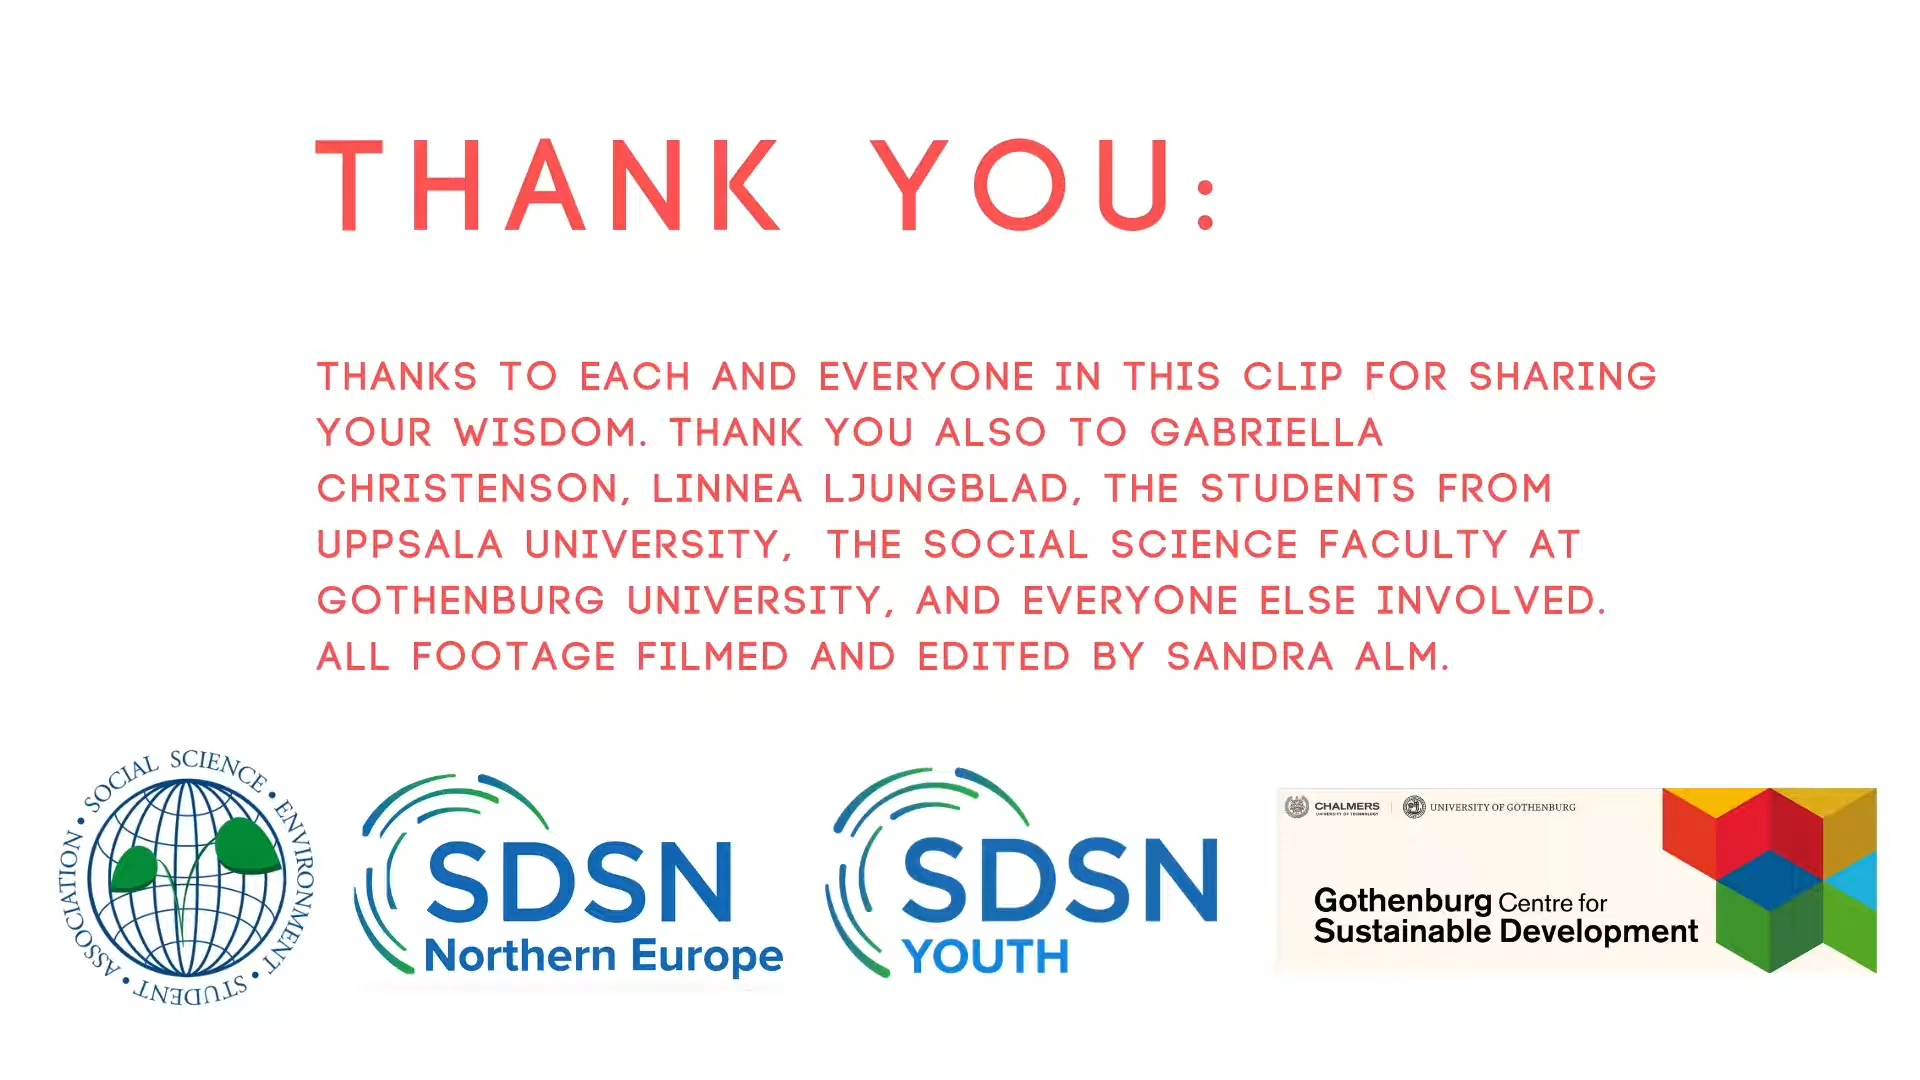 THANK YOU:
THANKS TO EACH AND EVERYONE IN THIS CLIP FOR SHARING
YOUR WISDOM. THANK YOU ALSO TO GABRIELLA
CHRISTENSON, LINNEA LJUNGBLAD, THE STUDENTS FROM
UPPSALA UNIVERSITY, THE SOCIAL SCIENCE FACULTY AT
GOTHENBURG UNIVERSITY, AND EVERYONE ELSE INVOLVED.
ALL FOOTAGE FILMED AND EDITED BY SANDRA ALM.
SOCIAL SCIENCE • ENVIRONMENT • STUDENT • ASSOCIATION •
SDSN
Northern Europe
SDSN
YOUTH
CHALMERS
UNIVERSITY OF TECHNOLOGY
UNIVERSITY OF GOTHENBURG
Gothenburg Centre for
Sustainable Development